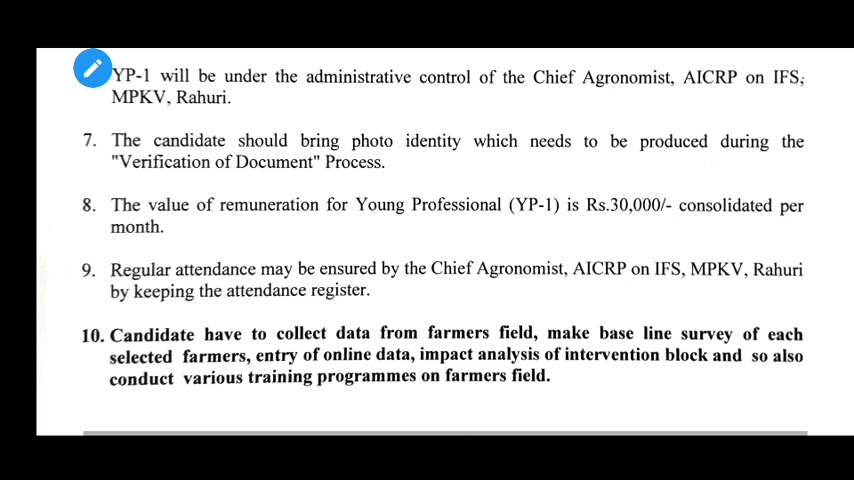 YP-1 will be under the administrative control of the Chief Agronomist, AICRP on IFS,
MPKV, Rahuri.
7. The candidate should bring photo identity which needs to be produced during the
"Verification of Document" Process.
8. The value of remuneration for Young Professional (YP-1) is Rs.30,000/- consolidated per
month.
9. Regular attendance may be ensured by the Chief Agronomist, AICRP on IFS, MPKV, Rahuri
by keeping the attendance register.
10. Candidate have to collect data from farmers field, make base line survey of each
selected farmers, entry of online data, impact analysis of intervention block and so also
conduct various training programmes on farmers field.